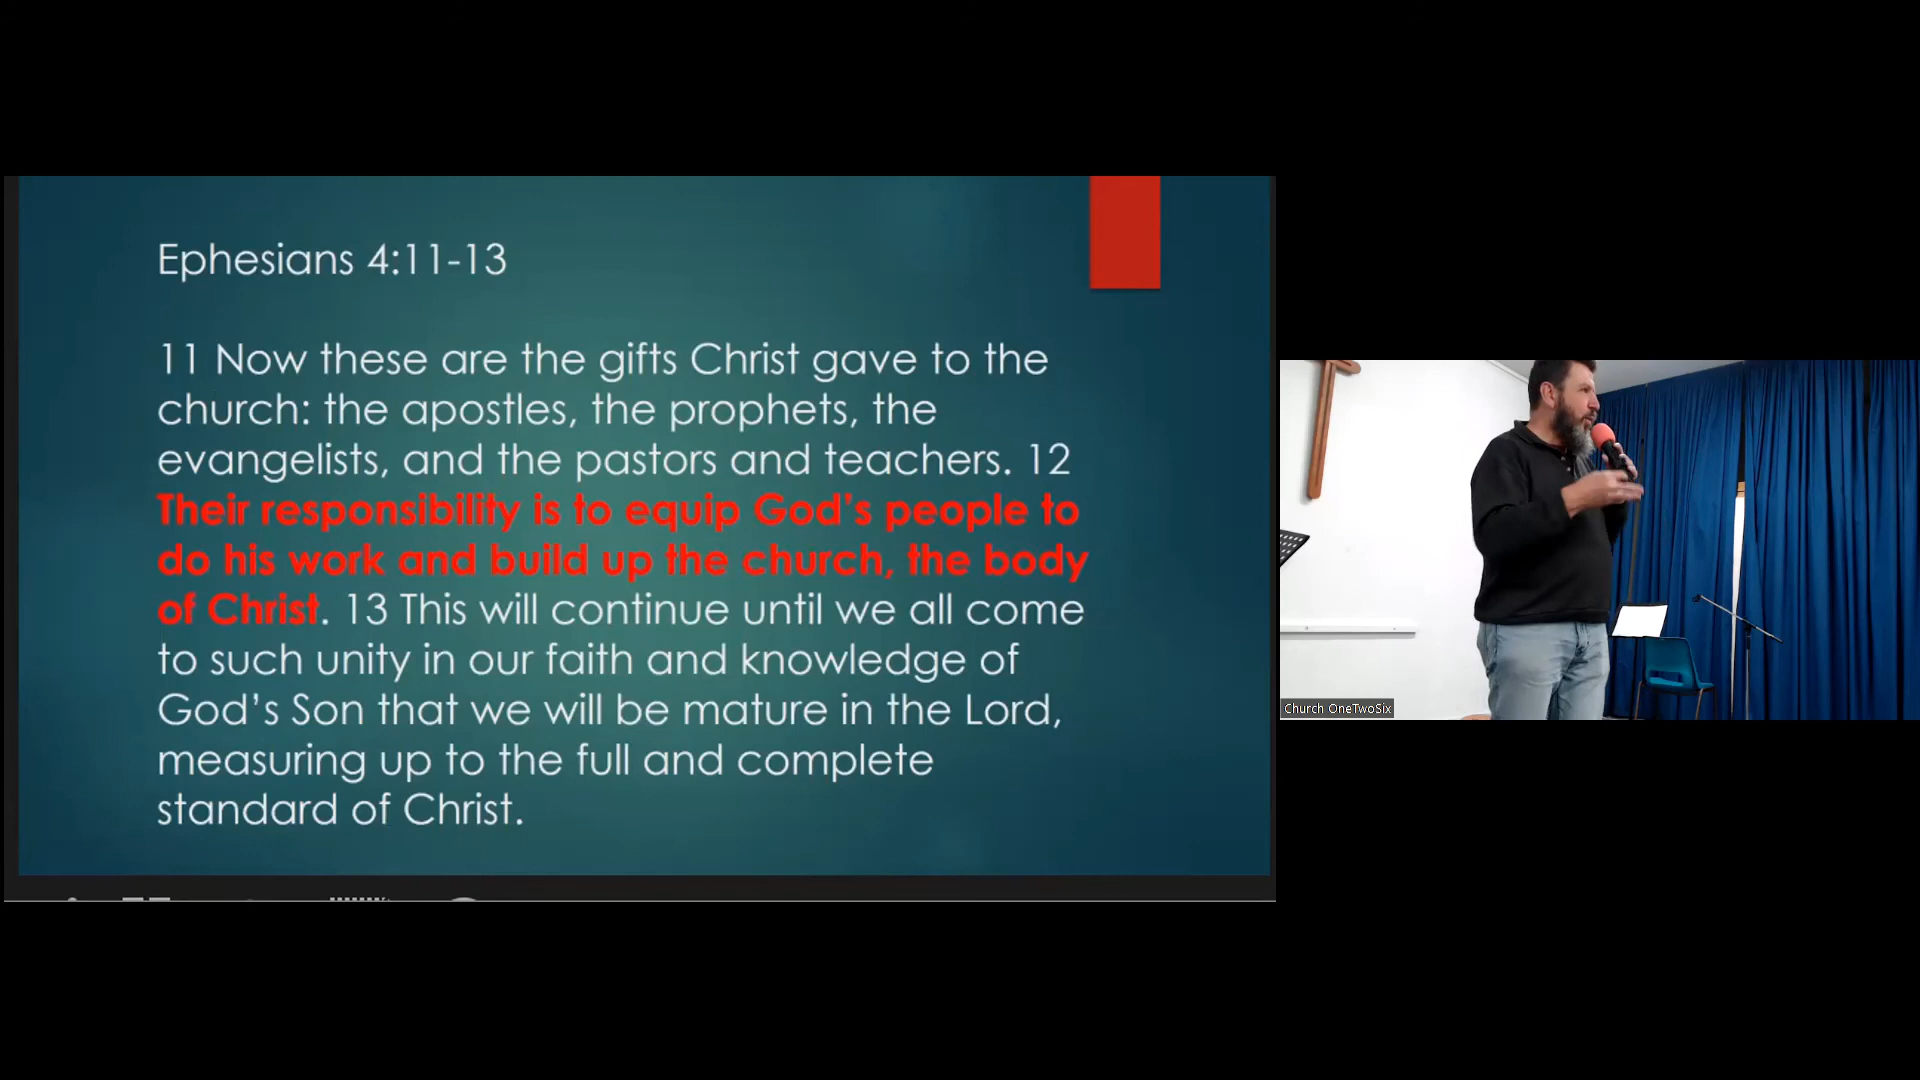 Ephesians 4:11-13
11 Now these are the gifts Christ gave to the
church: the apostles, the prophets, the
evangelists, and the pastors and teachers. 12
Their responsibility is to equip God’s people to
do his work and build up the church, the body
of Christ. 13 This will continue until we all come
to such unity in our faith and knowledge of
God’s Son that we will be mature in the Lord,
measuring up to the full and complete
standard of Christ.
Church OneTwoSix